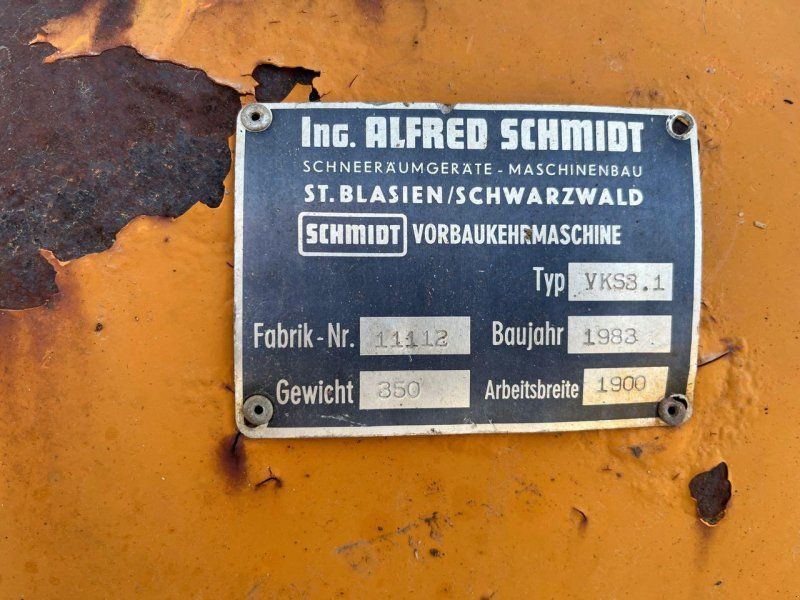 Ing. ALFRED SCHMIDT
SCHNEERÄUMGERÄTE - MASCHINENBAU
ST. BLASIEN/SCHWARZWALD
SCHMIDT VORBAUKEHRMASCHINE
Typ VKS3.1
Fabrik-Nr. 11112 Baujahr 1983
Gewicht 350 Arbeitsbreite 1900